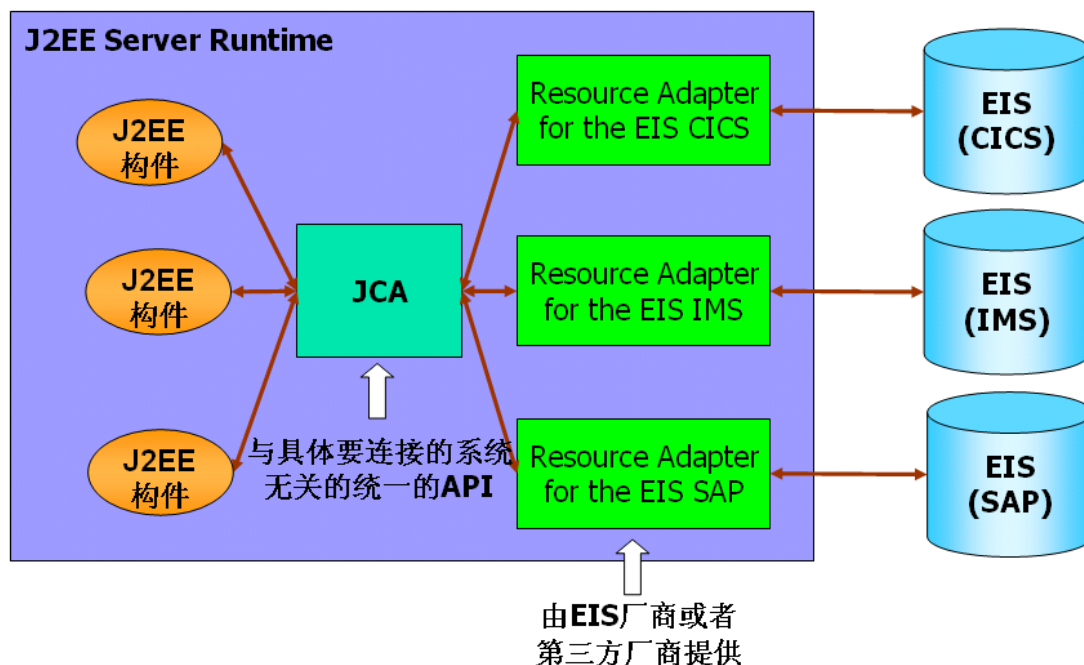 J2EE Server Runtime
J2EE
构件
J2EE
构件
J2EE
构件
JCA
与具体要连接的系统
无关的统一的API
Resource Adapter
for the EIS CICS
Resource Adapter
for the EIS IMS
Resource Adapter
for the EIS SAP
由EIS厂商或者
第三方厂商提供
EIS
(CICS)
EIS
(IMS)
EIS
(SAP)